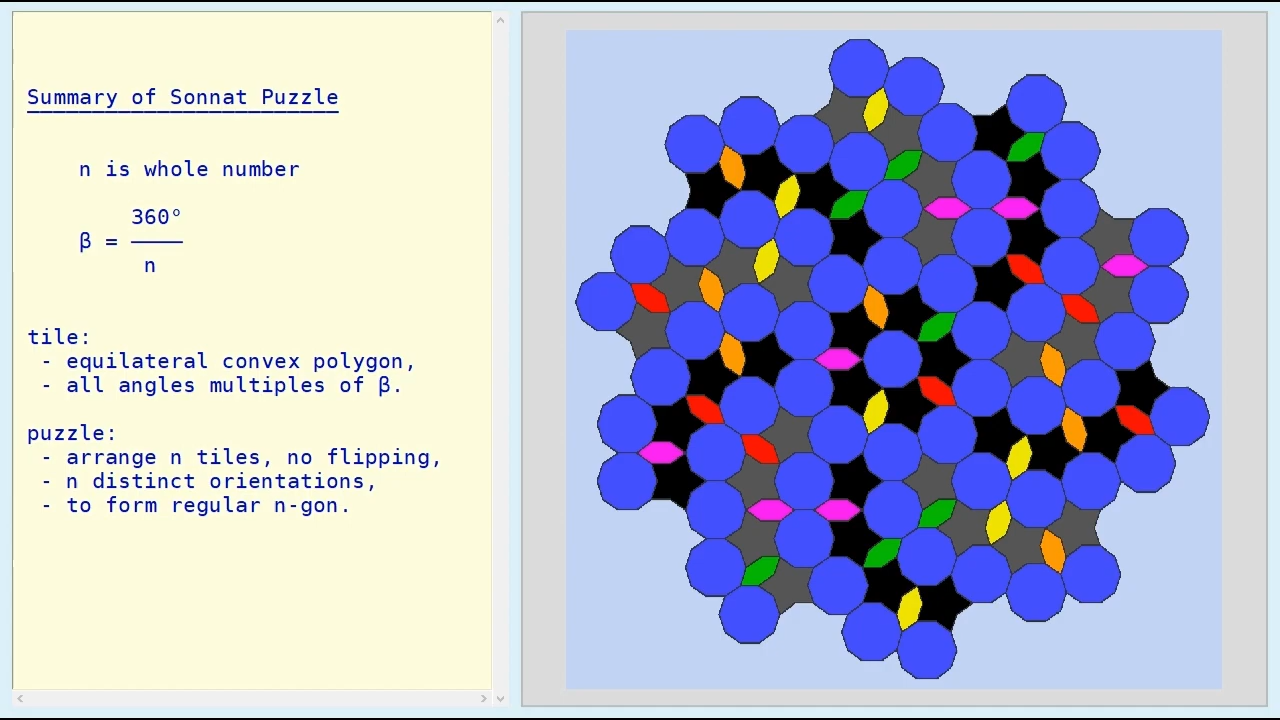 Summary of Sonnat Puzzle
n is whole number
360°
β = ———
n
tile:
- equilateral convex polygon,
- all angles multiples of β.
puzzle:
- arrange n tiles, no flipping,
- n distinct orientations,
- to form regular n-gon.